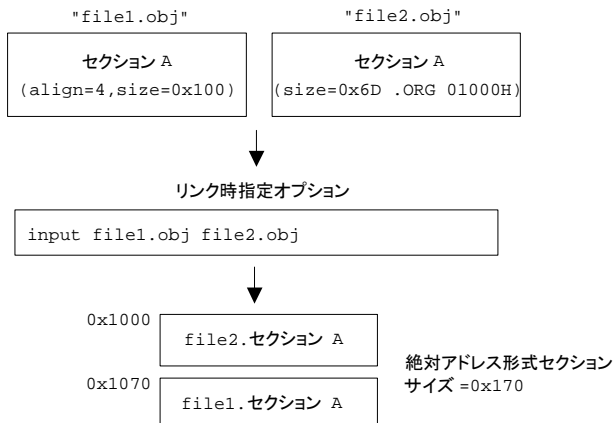 "file1.obj"
"file2.obj"
セクション A
(align=4,size=0x100)
セクション A
(size=0x6D .ORG 01000H)
リンク時指定オプション
input file1.obj file2.obj
0x1000
file2.セクション A
0x1070
file1.セクション A
絶対アドレス形式セクション
サイズ =0x170